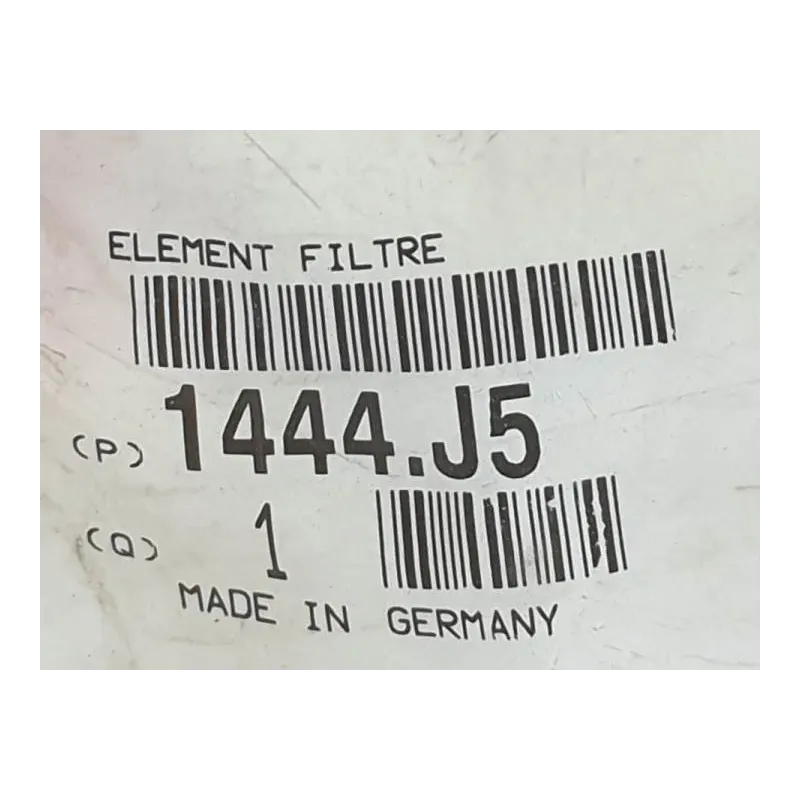 ELEMENT FILTRE
(P) 1444.J5
(Q) 1
MADE IN GERMANY